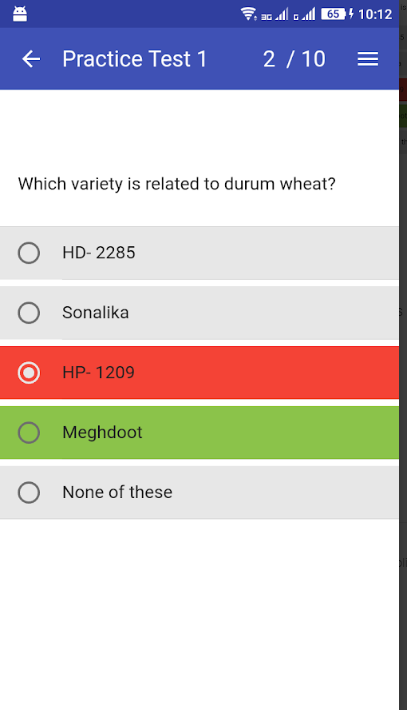 65 10:12
Practice Test 1 2 / 10
Which variety is related to durum wheat?
HD- 2285
Sonalika
HP- 1209
Meghdoot
None of these